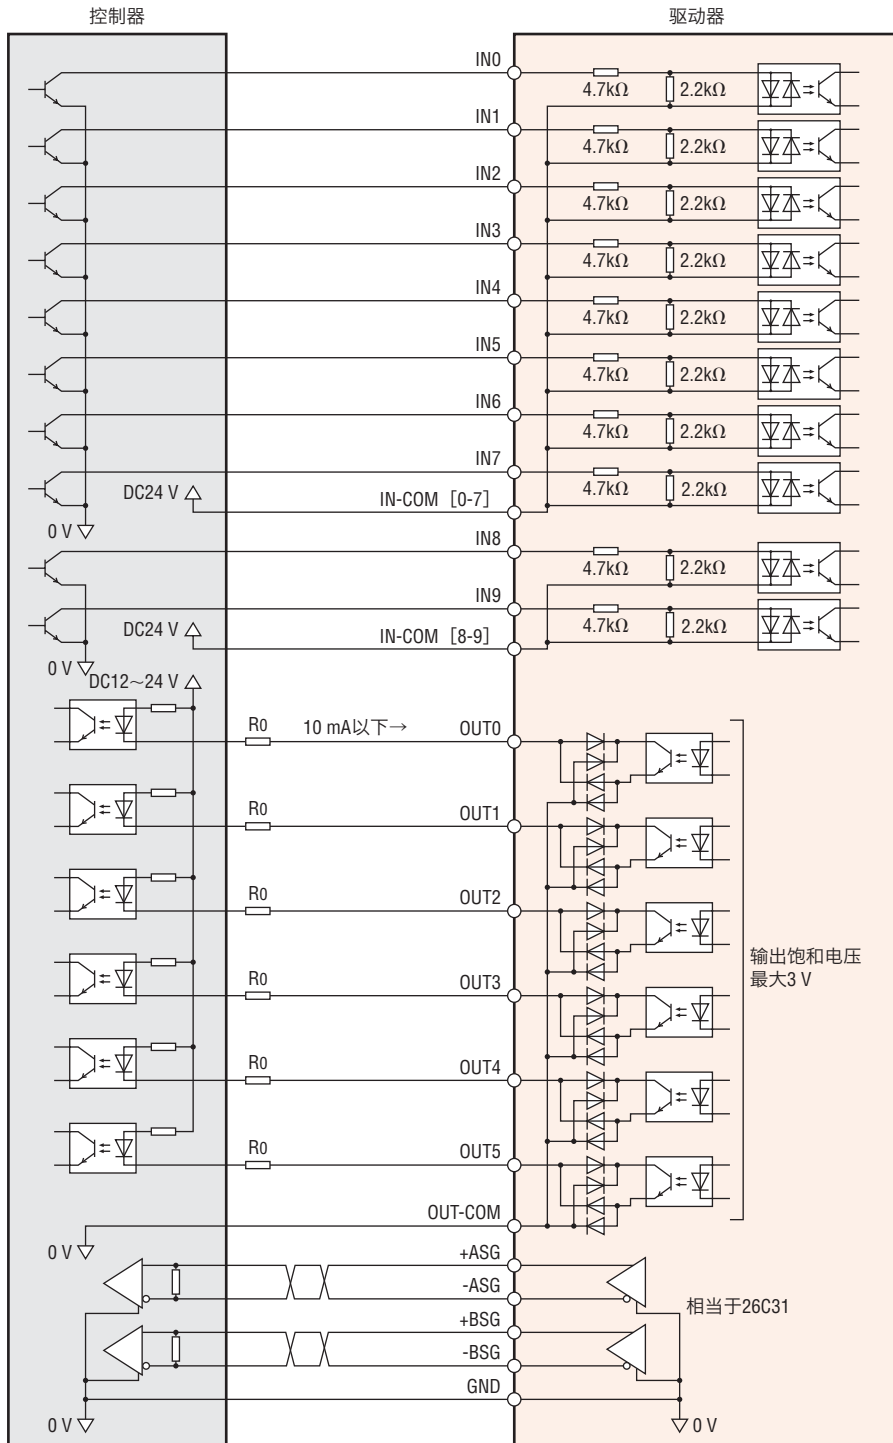 控制器
驱动器
IN0
4.7kΩ
2.2kΩ
IN1
4.7kΩ
2.2kΩ
IN2
4.7kΩ
2.2kΩ
IN3
4.7kΩ
2.2kΩ
IN4
4.7kΩ
2.2kΩ
IN5
4.7kΩ
2.2kΩ
IN6
4.7kΩ
2.2kΩ
IN7
4.7kΩ
2.2kΩ
DC24 V
IN-COM [0-7]
0 V
IN8
4.7kΩ
2.2kΩ
IN9
4.7kΩ
2.2kΩ
DC24 V
IN-COM [8-9]
0 V
DC12～24 V
R0
10 mA以下→
OUT0
R0
OUT1
R0
OUT2
输出饱和电压
最大3 V
R0
OUT3
R0
OUT4
R0
OUT5
OUT-COM
0 V
+ASG
-ASG
相当于26C31
+BSG
-BSG
GND
0 V
0 V